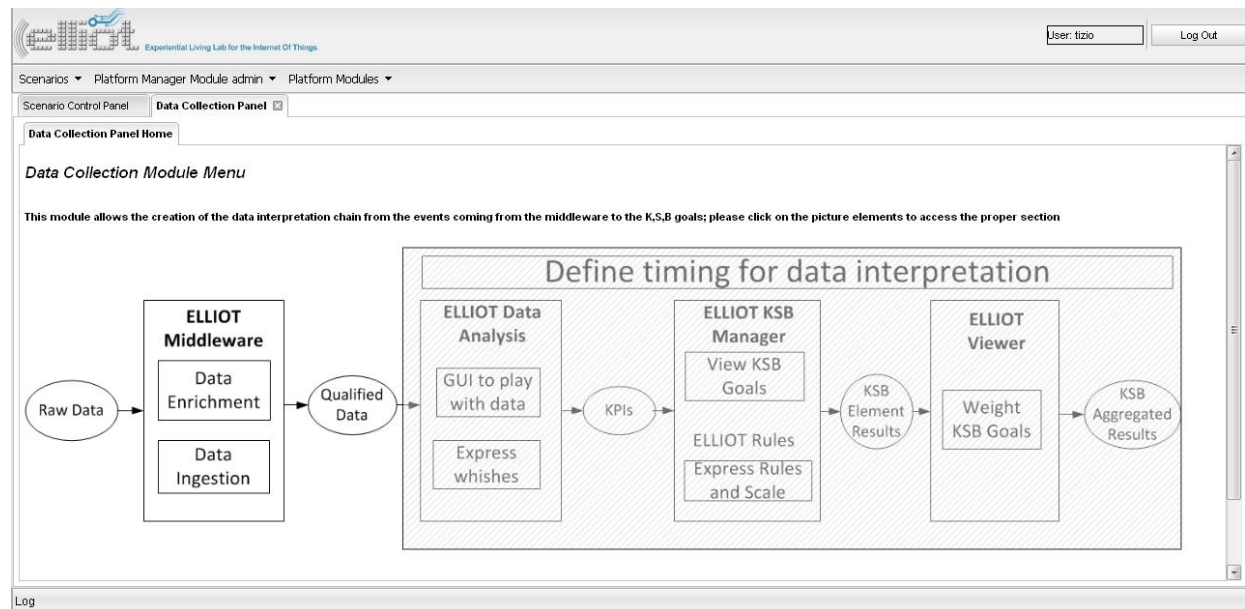 elliot
Experiential Living Lab for the Internet Of Things
User: tizio
Log Out
Scenarios
Platform Manager Module admin
Platform Modules
Scenario Control Panel
Data Collection Panel
Data Collection Panel Home
Data Collection Module Menu
This module allows the creation of the data interpretation chain from the events coming from the middleware to the K,S,B goals; please click on the picture elements to access the proper section
Define timing for data interpretation
Raw Data
ELLIOT
Middleware
Data
Enrichment
Data
Ingestion
Qualified
Data
ELLIOT Data
Analysis
GUI to play
with data
Express
whishes
KPIs
ELLIOT KSB
Manager
View KSB
Goals
ELLIOT Rules
Express Rules
and Scale
KSB
Element
Results
ELLIOT
Viewer
Weight
KSB Goals
KSB
Aggregated
Results
Log